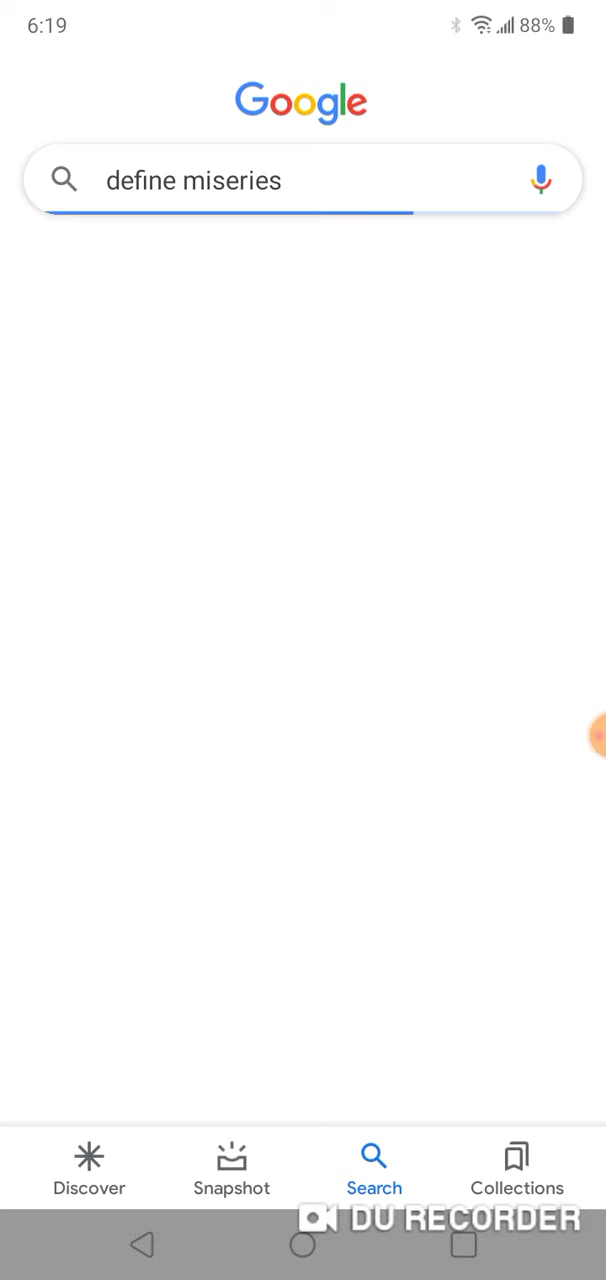 6:19 88%
Google
define miseries
Discover Snapshot Search Collections
DU RECORDER